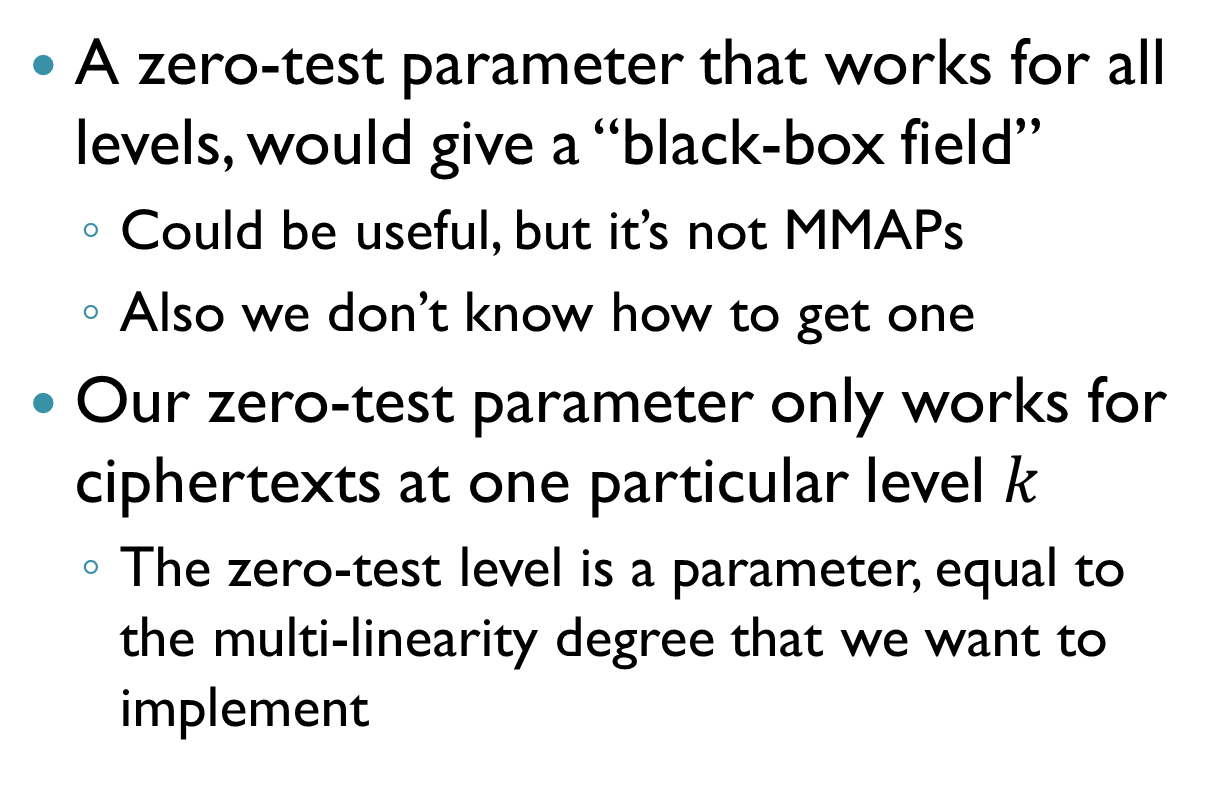 • A zero-test parameter that works for all
levels, would give a “black-box field”
◦ Could be useful, but it’s not MMAPs
◦ Also we don’t know how to get one
• Our zero-test parameter only works for
ciphertexts at one particular level k
◦ The zero-test level is a parameter, equal to
the multi-linearity degree that we want to
implement